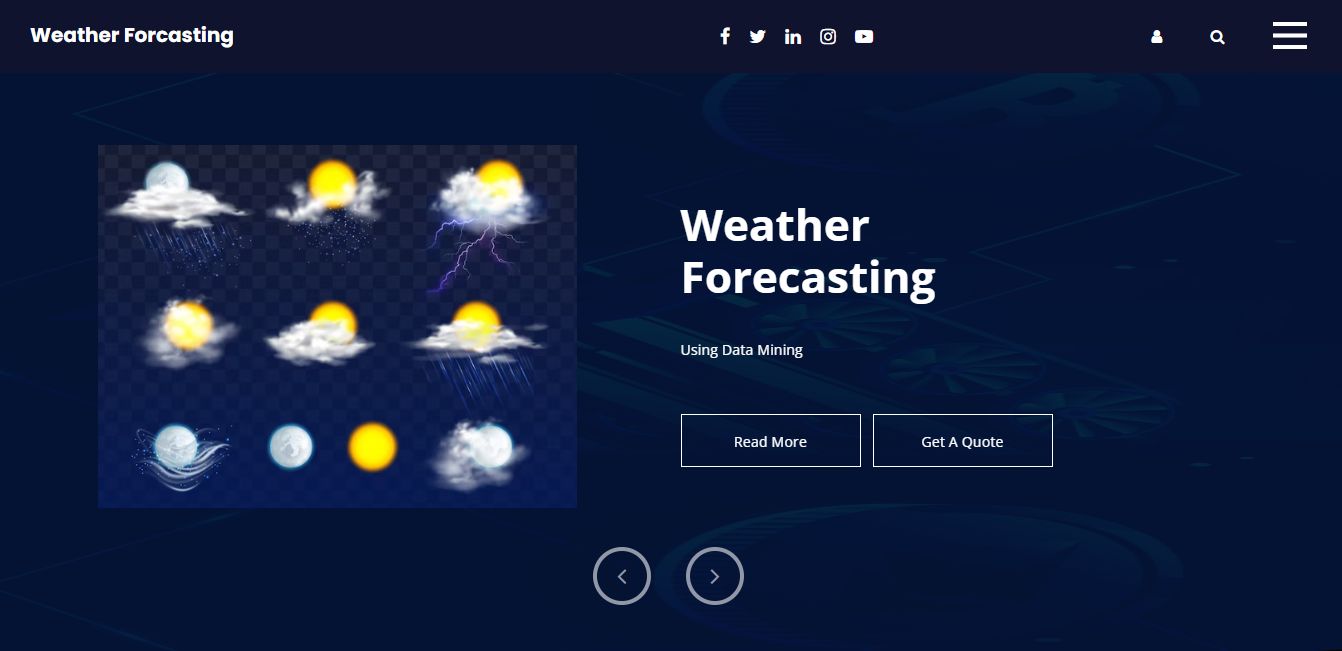 Weather Forcasting
Weather
Forecasting
Using Data Mining
Read More
Get A Quote